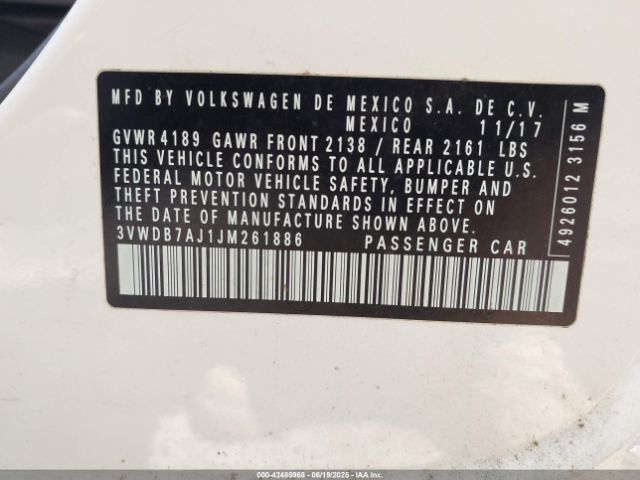 MFD BY VOLKSWAGEN DE MEXICO S.A. DE C.V.
MEXICO 11/17
GVWR 4189 GAWR FRONT 2138 / REAR 2161 LBS
THIS VEHICLE CONFORMS TO ALL APPLICABLE U.S.
FEDERAL MOTOR VEHICLE SAFETY, BUMPER AND
THEFT PREVENTION STANDARDS IN EFFECT ON
THE DATE OF MANUFACTURE SHOWN ABOVE.
3VWDB7AJ1JM261886 PASSENGER CAR
4926012 3156 M
000-42486968 - 06/19/2025 - IAAI.COM